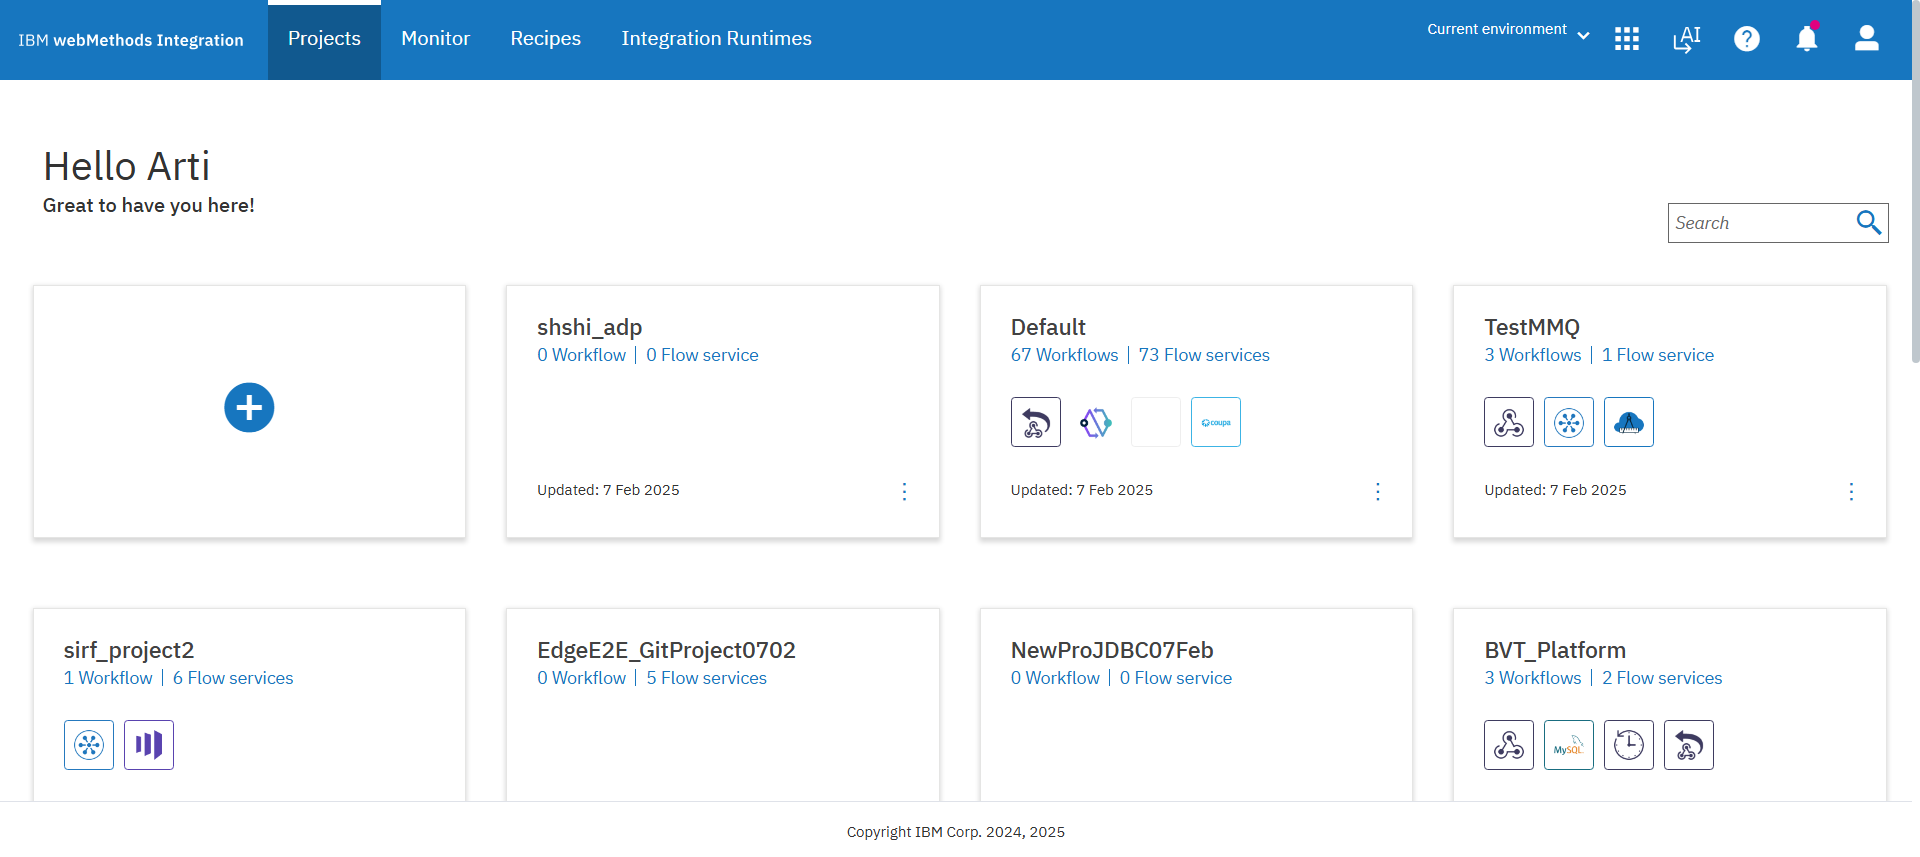 IBM webMethods Integration
Projects
Monitor
Recipes
Integration Runtimes
Current environment
AI
?
Hello Arti
Great to have you here!
Search
shshi_adp
0 Workflow | 0 Flow service
Updated: 7 Feb 2025
Default
67 Workflows | 73 Flow services
coupa
Updated: 7 Feb 2025
TestMMQ
3 Workflows | 1 Flow service
Updated: 7 Feb 2025
sirf_project2
1 Workflow | 6 Flow services
EdgeE2E_GitProject0702
0 Workflow | 5 Flow services
NewProJDBC07Feb
0 Workflow | 0 Flow service
BVT_Platform
3 Workflows | 2 Flow services
MySQL
Copyright IBM Corp. 2024, 2025